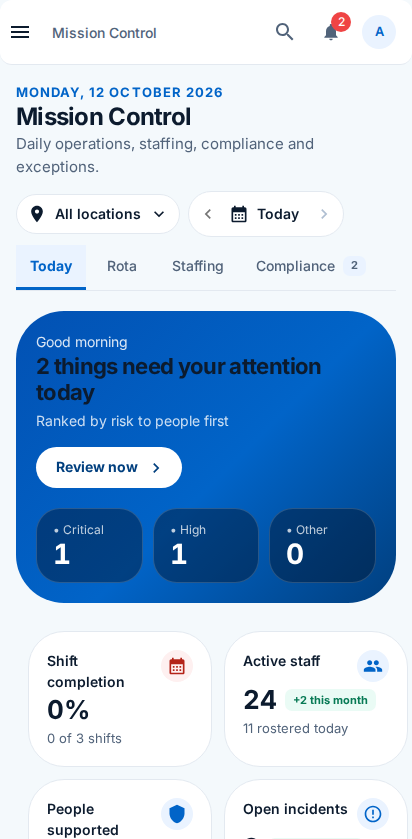 Mission Control
2
A
MONDAY, 12 OCTOBER 2026
Mission Control
Daily operations, staffing, compliance and
exceptions.
All locations
Today
Today
Rota
Staffing
Compliance
2
Good morning
2 things need your attention
today
Ranked by risk to people first
Review now
• Critical
1
• High
1
• Other
0
Shift
completion
0%
0 of 3 shifts
Active staff
24
+2 this month
11 rostered today
People
supported
Open incidents